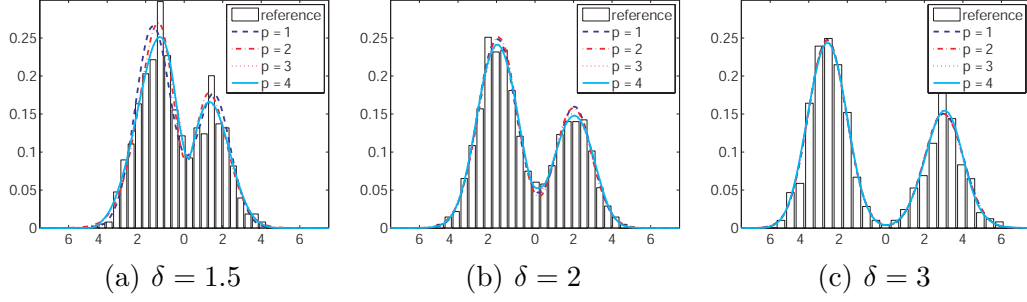 0.25
0.2
0.15
0.1
0.05
0
6 4 2 0 2 4 6
reference
p = 1
p = 2
p = 3
p = 4
0.25
0.2
0.15
0.1
0.05
0
6 4 2 0 2 4 6
reference
p = 1
p = 2
p = 3
p = 4
0.25
0.2
0.15
0.1
0.05
0
6 4 2 0 2 4 6
reference
p = 1
p = 2
p = 3
p = 4
(a) δ = 1.5
(b) δ = 2
(c) δ = 3